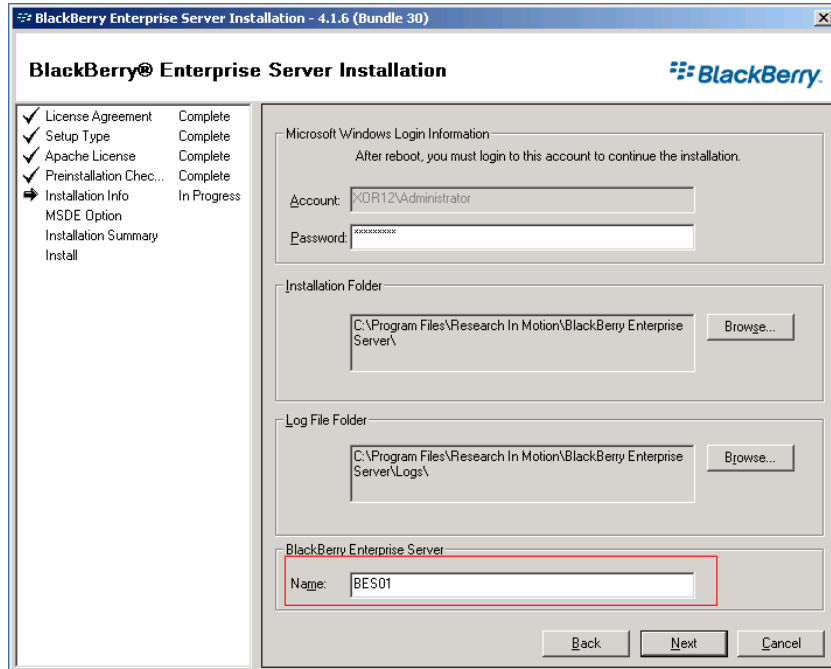 BlackBerry Enterprise Server Installation - 4.1.6 (Bundle 30)
BlackBerry® Enterprise Server Installation
BlackBerry.
License Agreement Complete
Setup Type Complete
Apache License Complete
Preinstallation Chec... Complete
Installation Info In Progress
MSDE Option
Installation Summary
Install
Microsoft Windows Login Information
After reboot, you must login to this account to continue the installation.
Account: XOR12\Administrator
Password: xxxxxxxxx
Installation Folder
C:\Program Files\Research In Motion\BlackBerry Enterprise
Server\
Browse...
Log File Folder
C:\Program Files\Research In Motion\BlackBerry Enterprise
Server\Logs\
Browse...
BlackBerry Enterprise Server
Name: BES01
Back Next Cancel